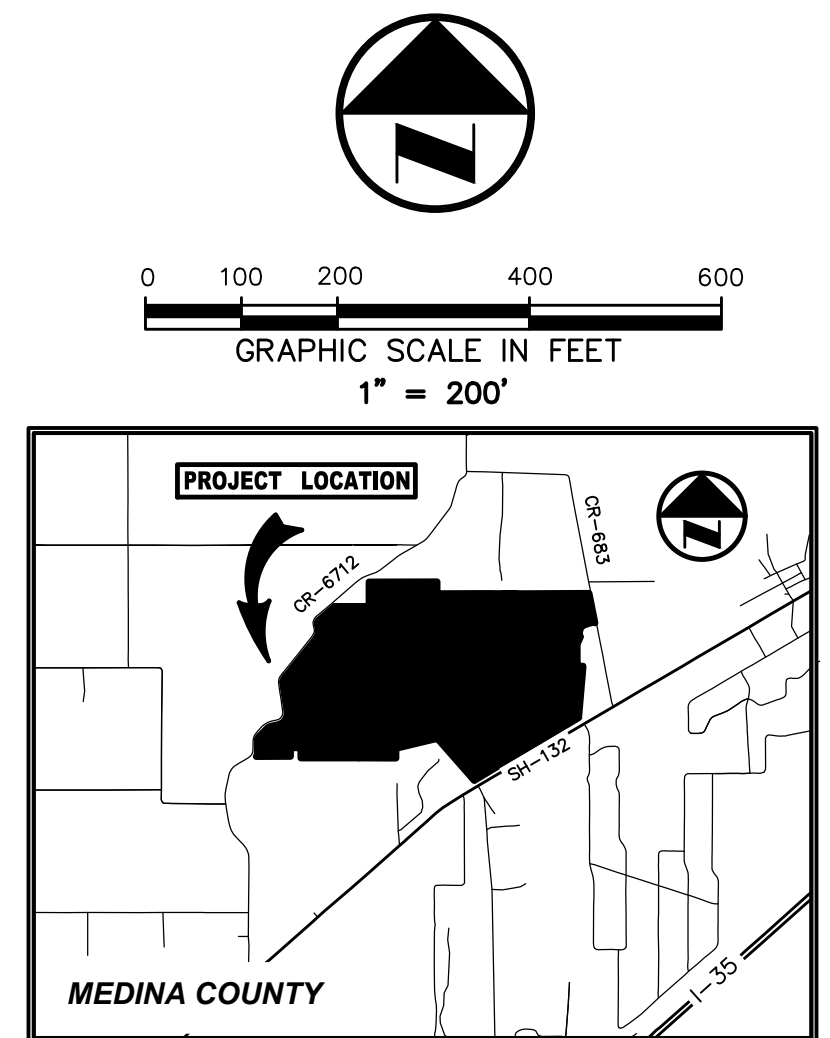 N
0 100 200 400 600
GRAPHIC SCALE IN FEET
1" = 200'
PROJECT LOCATION
N
CR-683
CR-6712
SH-132
I-35
MEDINA COUNTY